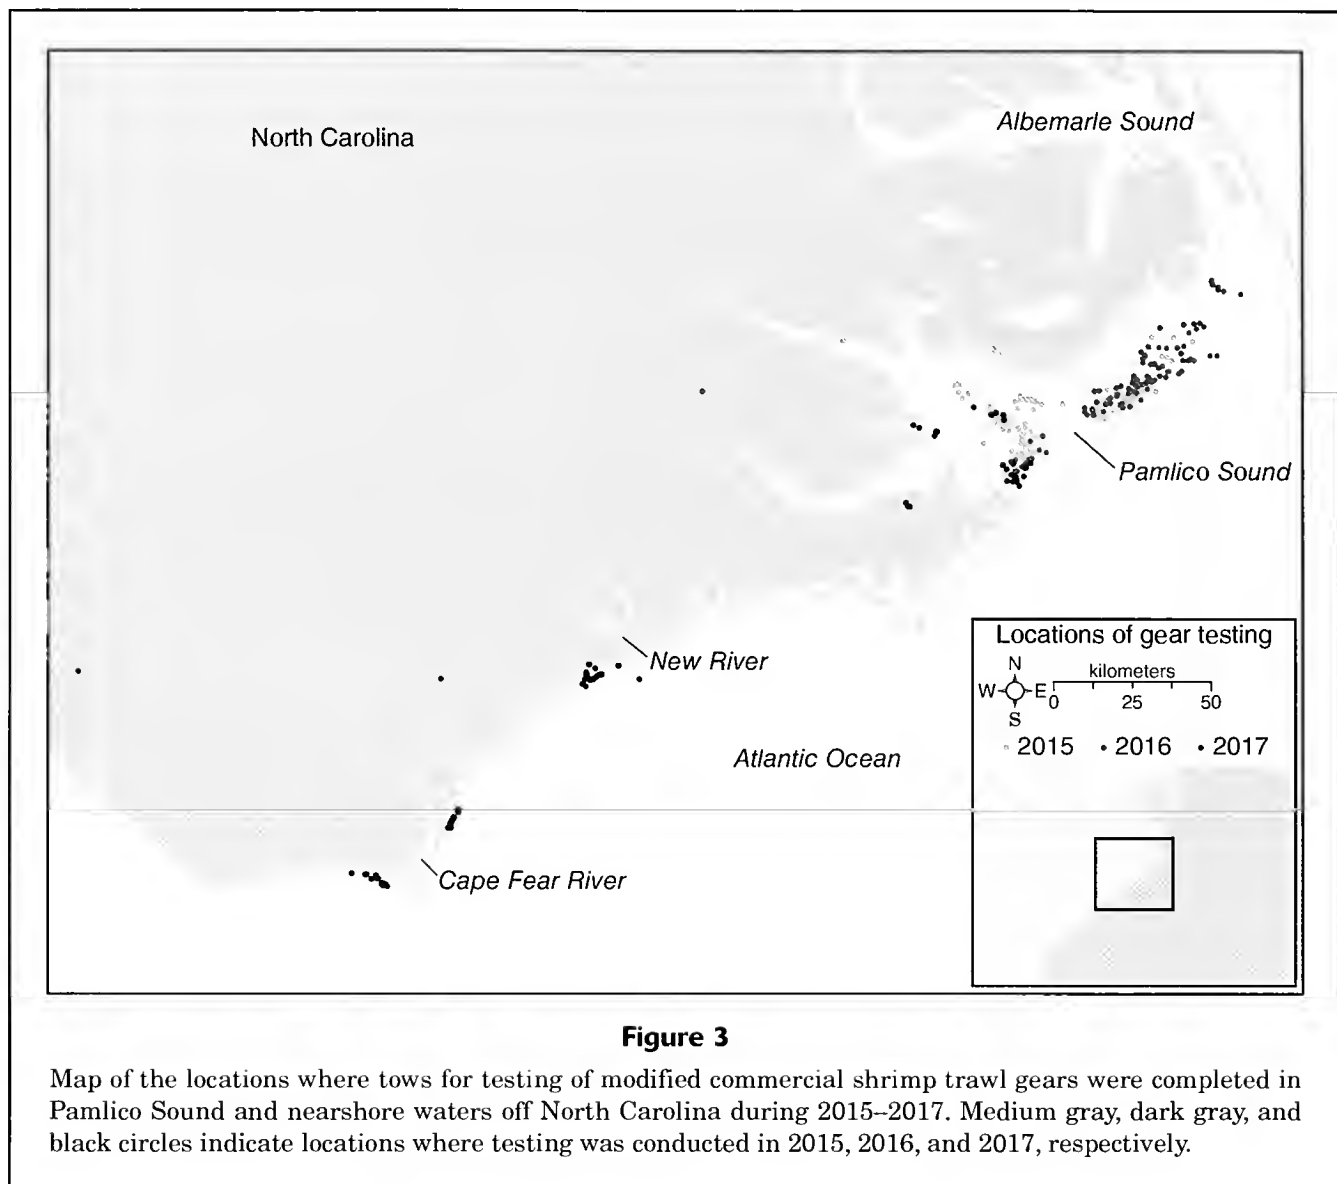 North Carolina
Albemarle Sound
Pamlico Sound
New River
Atlantic Ocean
Cape Fear River
Locations of gear testing
N
W E
S
kilometers
0 25 50
2015 2016 2017
Figure 3
Map of the locations where tows for testing of modified commercial shrimp trawl gears were completed in
Pamlico Sound and nearshore waters off North Carolina during 2015–2017. Medium gray, dark gray, and
black circles indicate locations where testing was conducted in 2015, 2016, and 2017, respectively.